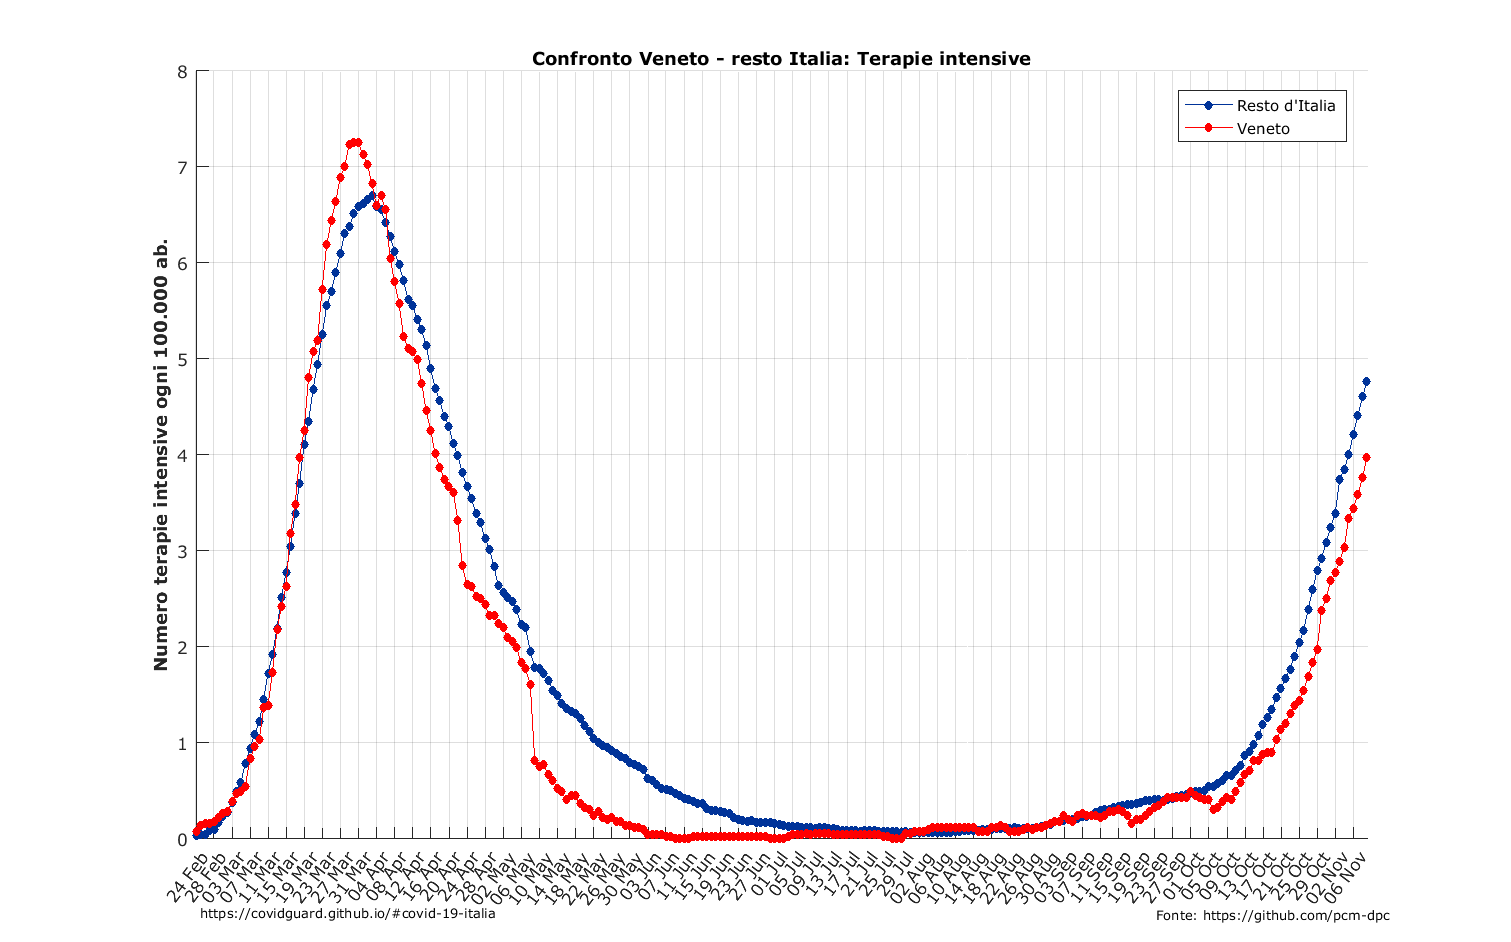 Confronto Veneto - resto Italia: Terapie intensive
Resto d'Italia
Veneto
Numero terapie intensive ogni 100.000 ab.
8
7
6
5
4
3
2
1
0
24 Feb
28 Feb
03 Mar
07 Mar
11 Mar
15 Mar
19 Mar
23 Mar
27 Mar
31 Mar
04 Apr
08 Apr
12 Apr
16 Apr
20 Apr
24 Apr
28 Apr
02 May
06 May
10 May
14 May
18 May
22 May
26 May
30 May
03 Jun
07 Jun
11 Jun
15 Jun
19 Jun
23 Jun
27 Jun
01 Jul
05 Jul
09 Jul
13 Jul
17 Jul
21 Jul
25 Jul
29 Jul
02 Aug
06 Aug
10 Aug
14 Aug
18 Aug
22 Aug
26 Aug
30 Aug
03 Sep
07 Sep
11 Sep
15 Sep
19 Sep
23 Sep
27 Sep
01 Oct
05 Oct
09 Oct
13 Oct
17 Oct
21 Oct
25 Oct
29 Oct
02 Nov
06 Nov
https://covidguard.github.io/#covid-19-italia
Fonte: https://github.com/pcm-dpc